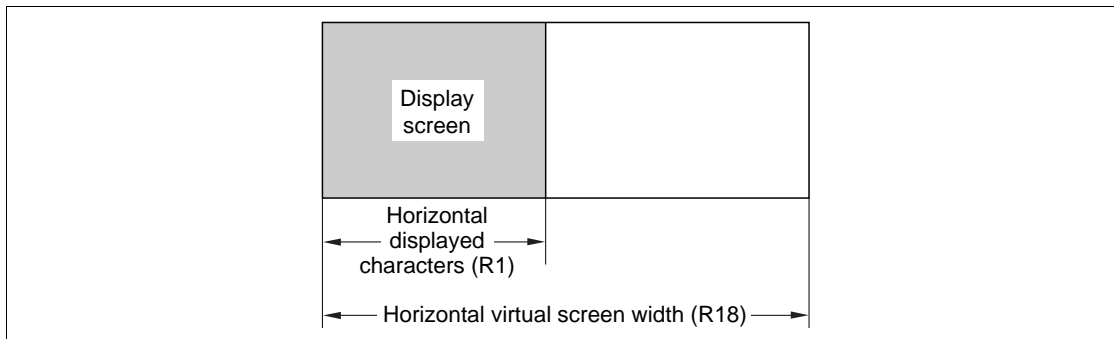 Display
screen
Horizontal
displayed
characters (R1)
Horizontal virtual screen width (R18)